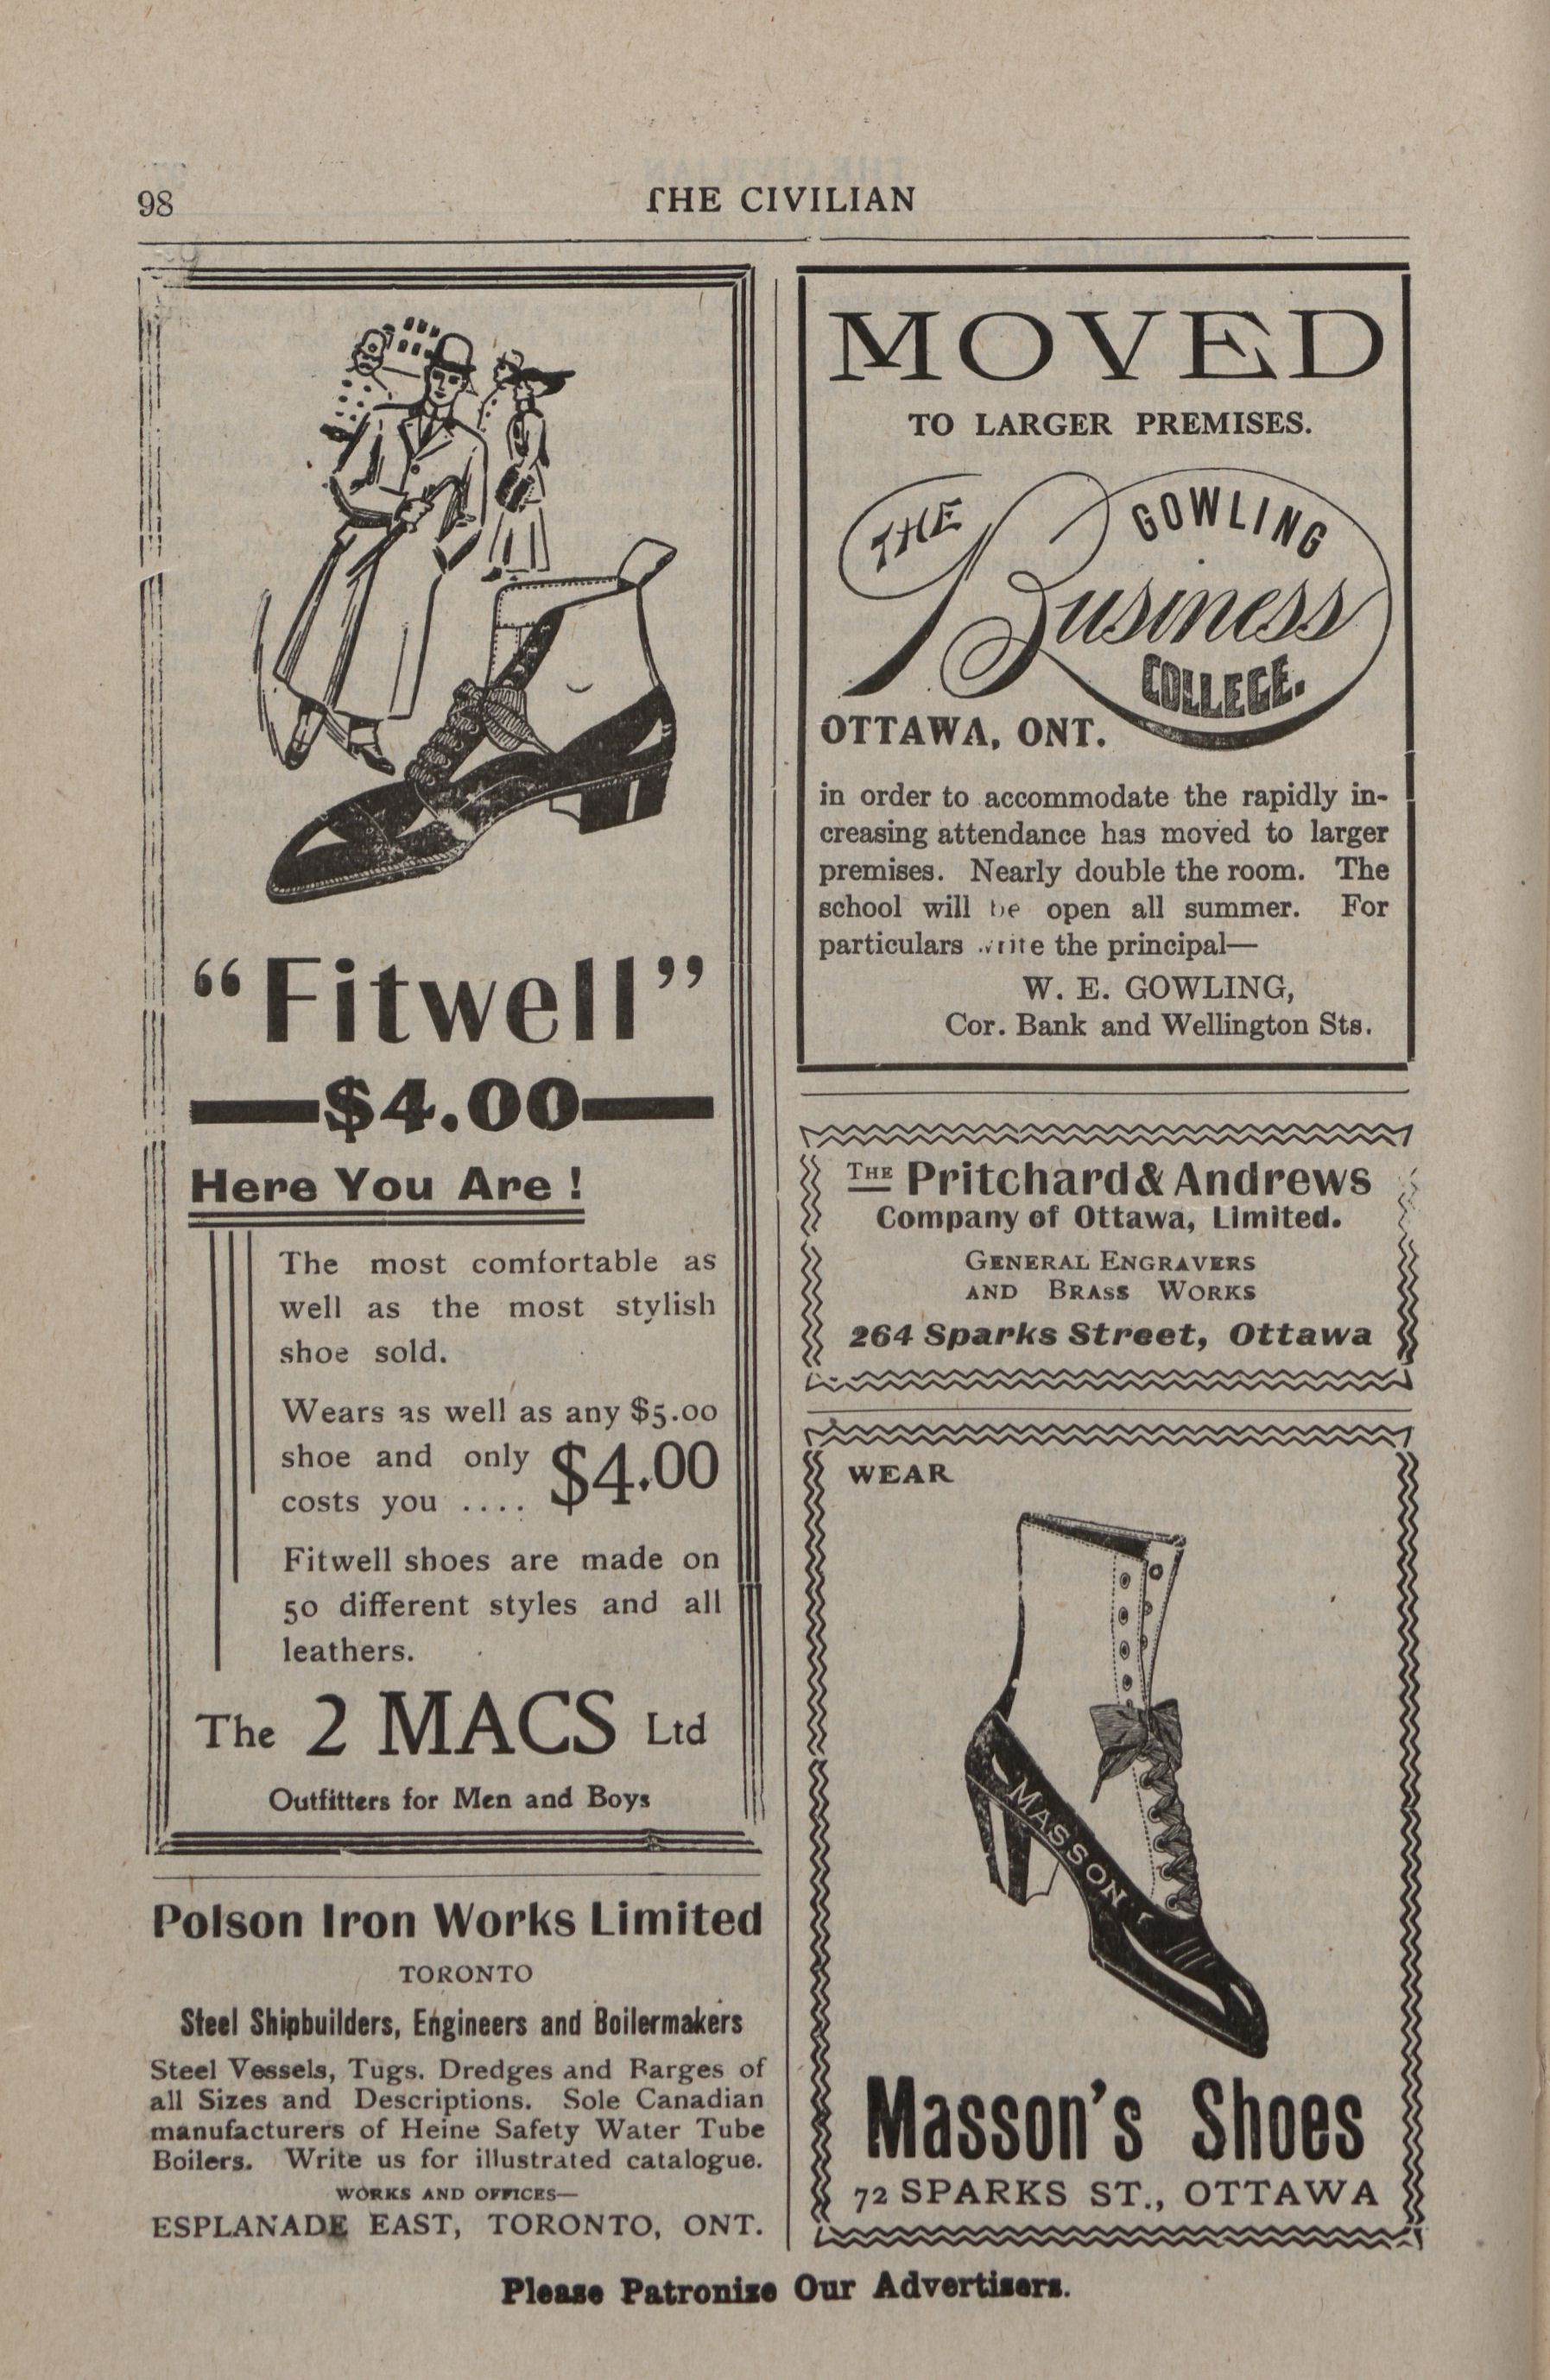 98
THE CIVILIAN
"Fitwell"
$4.00
Here You Are !
The most comfortable as
well as the most stylish
shoe sold.
Wears as well as any $5.00
shoe and only
costs you .... $4.00
Fitwell shoes are made on
50 different styles and all
leathers.
The 2 MACS Ltd
Outfitters for Men and Boys
Polson Iron Works Limited
TORONTO
Steel Shipbuilders, Engineers and Boilermakers
Steel Vessels, Tugs. Dredges and Barges of
all Sizes and Descriptions. Sole Canadian
manufacturers of Heine Safety Water Tube
Boilers. Write us for illustrated catalogue.
WORKS AND OFFICES—
ESPLANADE EAST, TORONTO, ONT.
MOVED
TO LARGER PREMISES.
THE GOWLING
Business
COLLEGE.
OTTAWA, ONT.
in order to accommodate the rapidly in-
creasing attendance has moved to larger
premises. Nearly double the room. The
school will be open all summer. For
particulars write the principal—
W. E. GOWLING,
Cor. Bank and Wellington Sts.
THE Pritchard & Andrews
Company of Ottawa, Limited.
GENERAL ENGRAVERS
AND BRASS WORKS
264 Sparks Street, Ottawa
WEAR
MASSON
Masson's Shoes
72 SPARKS ST., OTTAWA
Please Patronize Our Advertisers.